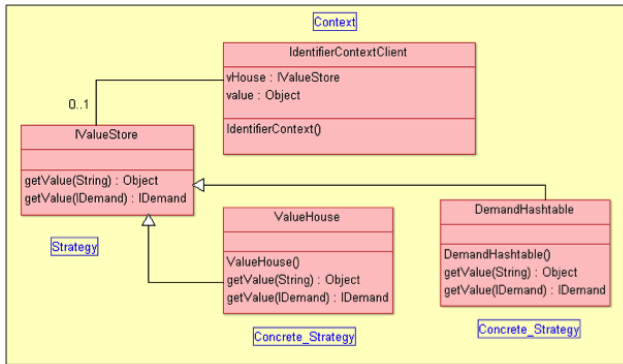 Context
IdentifierContextClient
vHouse : IValueStore
value : Object
IdentifierContext()
0..1
IValueStore
getValue(String) : Object
getValue(IDemand) : IDemand
Strategy
ValueHouse
ValueHouse()
getValue(String) : Object
getValue(IDemand) : IDemand
Concrete_Strategy
DemandHashtable
DemandHashtable()
getValue(String) : Object
getValue(IDemand) : IDemand
Concrete_Strategy